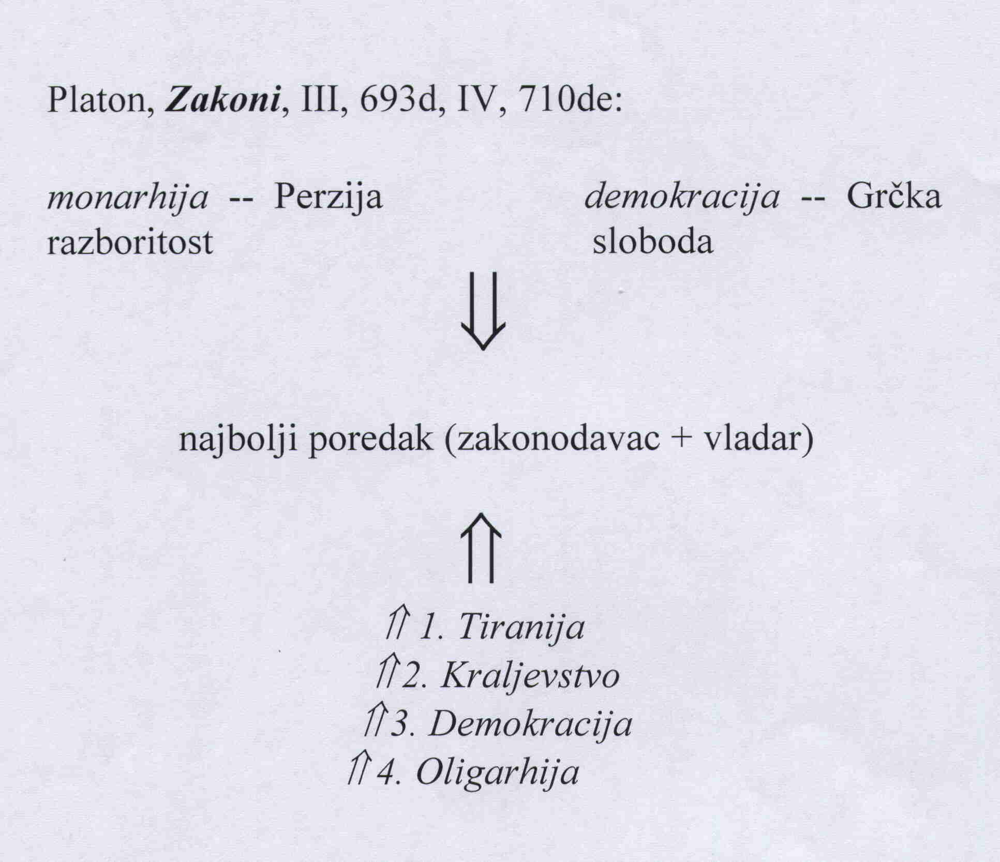 Platon, Zakoni, III, 693d, IV, 710de:
monarhija -- Perzija demokracija -- Grčka
razboritost sloboda
⇓
najbolji poredak (zakonodavac + vladar)
⇑
⇑ 1. Tiranija
⇑2. Kraljevstvo
⇑3. Demokracija
⇑4. Oligarhija